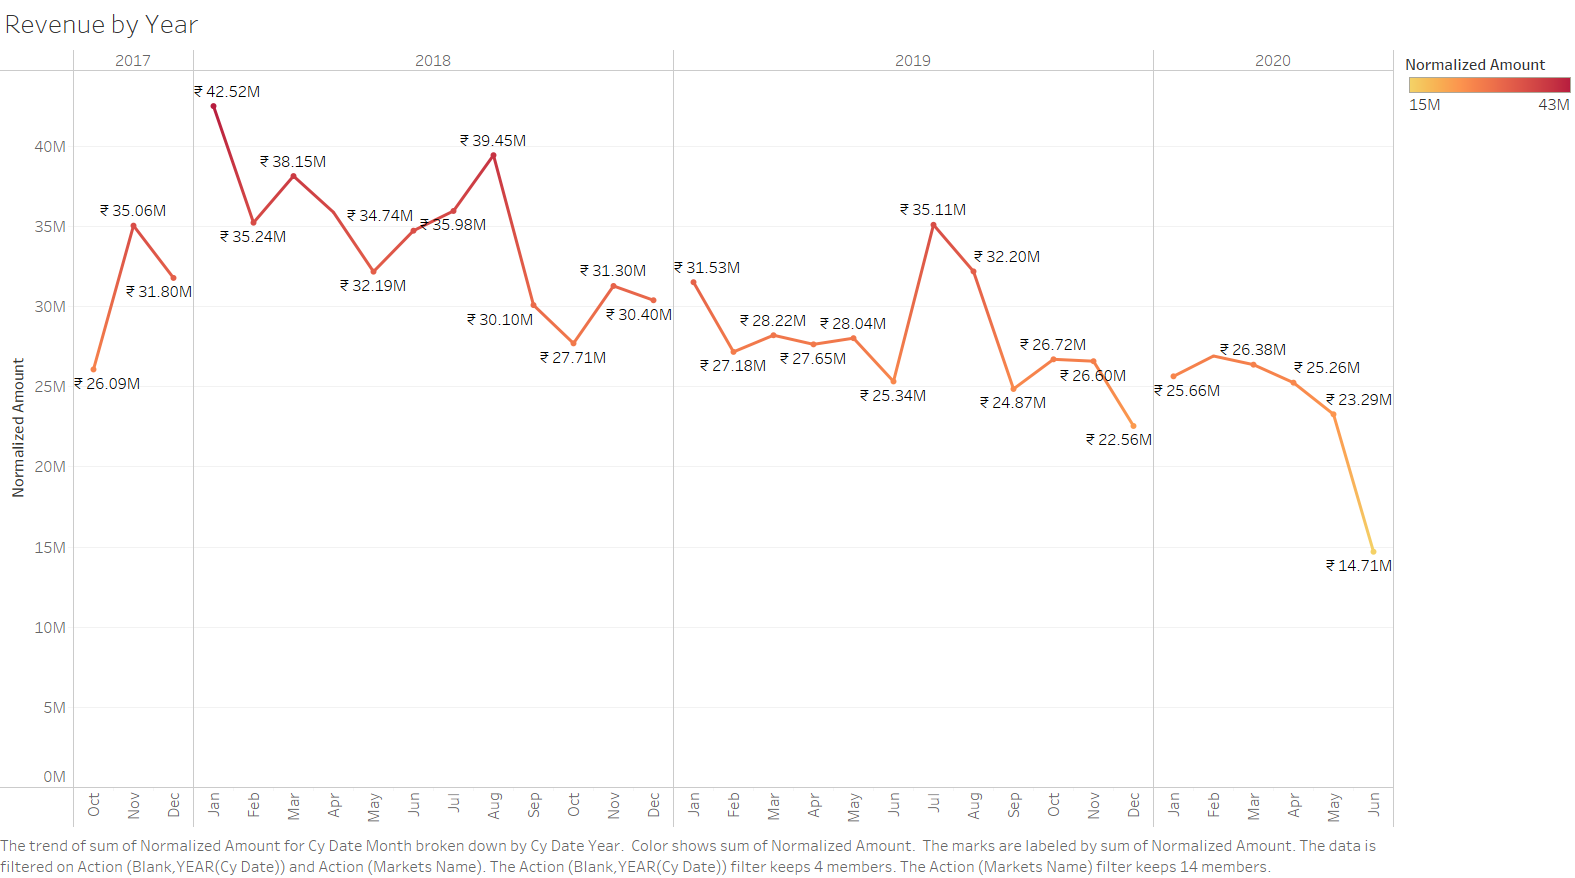 Revenue by Year
2017 2018 2019 2020
Normalized Amount
15M 43M
₹ 42.52M
₹ 39.45M
₹ 38.15M
₹ 35.06M ₹ 34.74M ₹ 35.98M ₹ 35.11M
₹ 35.24M
₹ 32.19M ₹ 32.20M
₹ 31.80M ₹ 31.30M ₹ 31.53M
₹ 30.10M ₹ 30.40M
₹ 28.22M ₹ 28.04M
₹ 27.71M ₹ 27.18M ₹ 27.65M ₹ 26.72M ₹ 26.38M
₹ 26.09M ₹ 25.34M ₹ 26.60M ₹ 25.66M ₹ 25.26M
₹ 24.87M ₹ 23.29M
₹ 22.56M
₹ 14.71M
40M
35M
30M
25M
20M
15M
10M
5M
0M
Normalized Amount
Oct Nov Dec Jan Feb Mar Apr May Jun Jul Aug Sep Oct Nov Dec Jan Feb Mar Apr May Jun Jul Aug Sep Oct Nov Dec Jan Feb Mar Apr May Jun
The trend of sum of Normalized Amount for Cy Date Month broken down by Cy Date Year.  Color shows sum of Normalized Amount.  The marks are labeled by sum of Normalized Amount. The data is
filtered on Action (Blank,YEAR(Cy Date)) and Action (Markets Name). The Action (Blank,YEAR(Cy Date)) filter keeps 4 members. The Action (Markets Name) filter keeps 14 members.